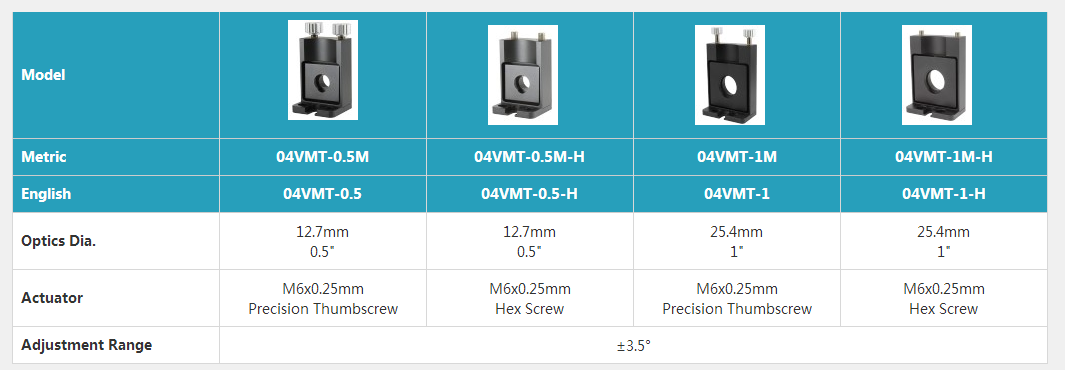 Model
Metric 04VMT-0.5M 04VMT-0.5M-H 04VMT-1M 04VMT-1M-H
English 04VMT-0.5 04VMT-0.5-H 04VMT-1 04VMT-1-H
Optics Dia. 12.7mm 12.7mm 25.4mm 25.4mm
0.5" 0.5" 1" 1"
Actuator M6x0.25mm M6x0.25mm M6x0.25mm M6x0.25mm
Precision Thumbscrew Hex Screw Precision Thumbscrew Hex Screw
Adjustment Range ±3.5°